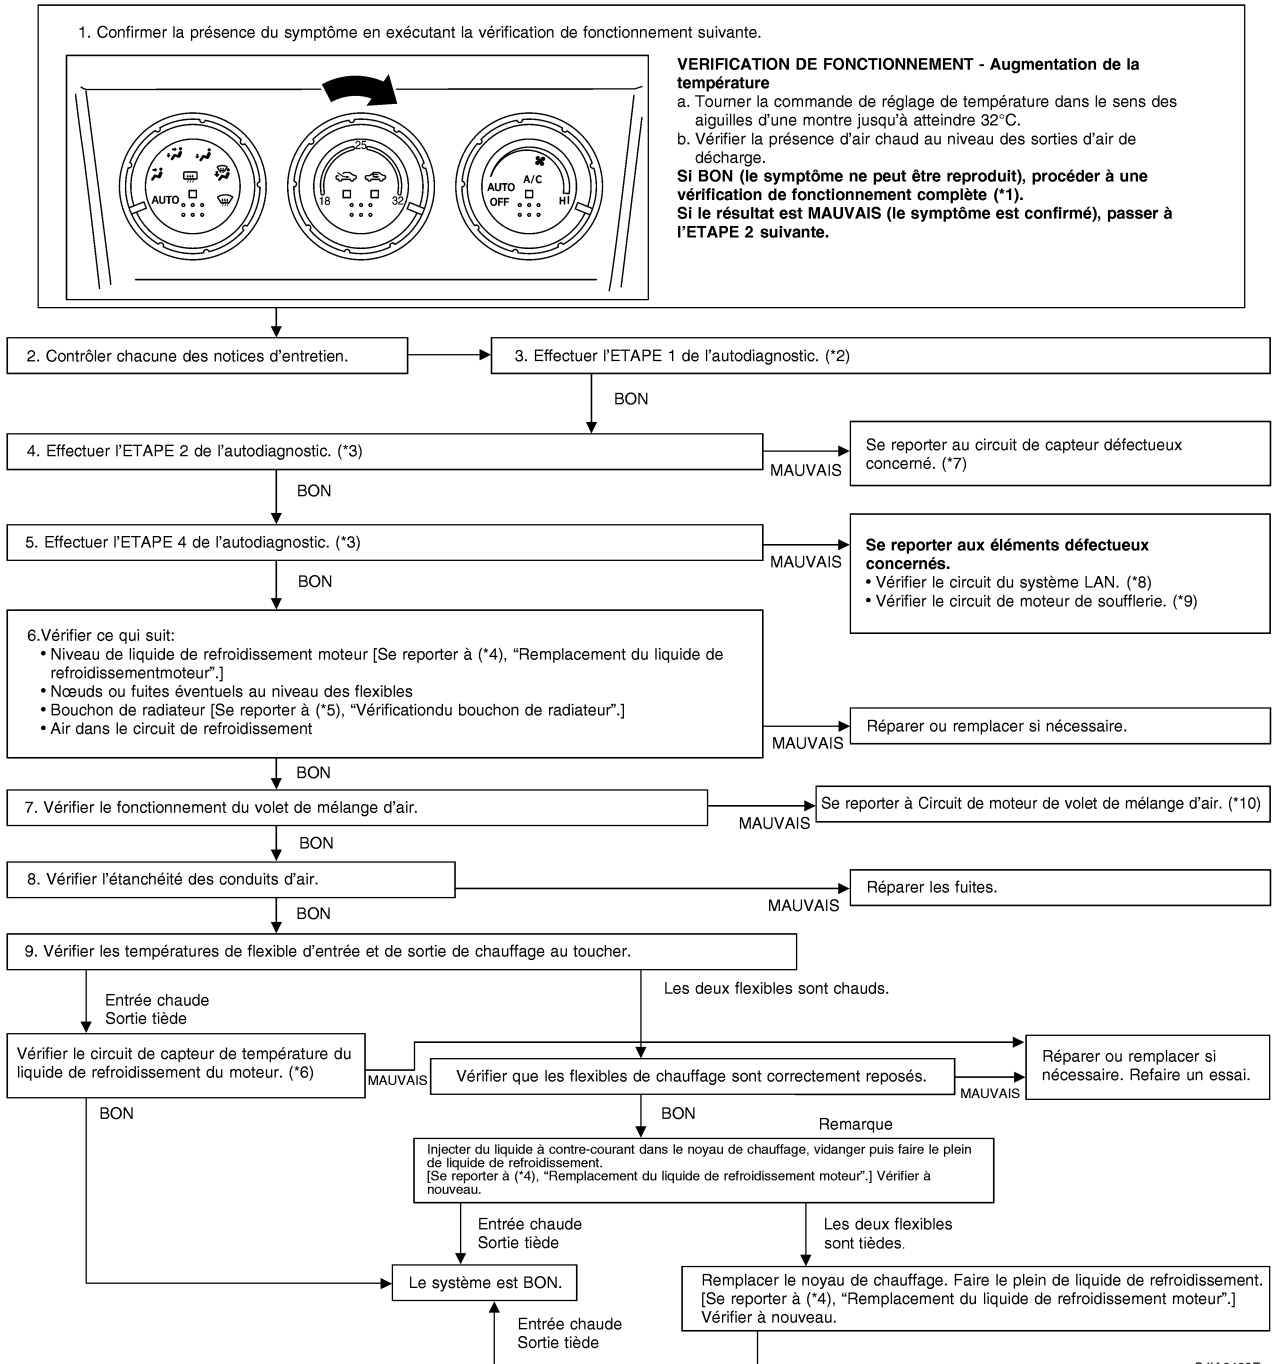 1. Confirmer la présence du symptôme en exécutant la vérification de fonctionnement suivante.
VERIFICATION DE FONCTIONNEMENT - Augmentation de la
température
a. Tourner la commande de réglage de température dans le sens des
aiguilles d'une montre jusqu'à atteindre 32°C.
b. Vérifier la présence d'air chaud au niveau des sorties d'air de
décharge.
Si BON (le symptôme ne peut être reproduit), procéder à une
vérification de fonctionnement complète (*1).
Si le résultat est MAUVAIS (le symptôme est confirmé), passer à
l'ETAPE 2 suivante.
AUTO
25
18
32
AUTO
A/C
OFF
HI
2. Contrôler chacune des notices d'entretien.
3. Effectuer l'ETAPE 1 de l'autodiagnostic. (*2)
BON
4. Effectuer l'ETAPE 2 de l'autodiagnostic. (*3)
MAUVAIS
Se reporter au circuit de capteur défectueux
concerné. (*7)
BON
5. Effectuer l'ETAPE 4 de l'autodiagnostic. (*3)
MAUVAIS
Se reporter aux éléments défectueux
concernés.
• Vérifier le circuit du système LAN. (*8)
• Vérifier le circuit de moteur de soufflerie. (*9)
BON
6.Vérifier ce qui suit:
• Niveau de liquide de refroidissement moteur [Se reporter à (*4), “Remplacement du liquide de
refroidissementmoteur”.]
• Nœuds ou fuites éventuels au niveau des flexibles
• Bouchon de radiateur [Se reporter à (*5), “Vérificationdu bouchon de radiateur”.]
• Air dans le circuit de refroidissement
MAUVAIS
Réparer ou remplacer si nécessaire.
BON
7. Vérifier le fonctionnement du volet de mélange d'air.
MAUVAIS
Se reporter à Circuit de moteur de volet de mélange d'air. (*10)
BON
8. Vérifier l'étanchéité des conduits d'air.
MAUVAIS
Réparer les fuites.
BON
9. Vérifier les températures de flexible d'entrée et de sortie de chauffage au toucher.
Entrée chaude
Sortie tiède
Les deux flexibles sont chauds.
Vérifier le circuit de capteur de température du
liquide de refroidissement du moteur. (*6)
MAUVAIS
Vérifier que les flexibles de chauffage sont correctement reposés.
MAUVAIS
Réparer ou remplacer si
nécessaire. Refaire un essai.
BON
BON
Remarque
Injecter du liquide à contre-courant dans le noyau de chauffage, vidanger puis faire le plein
de liquide de refroidissement.
[Se reporter à (*4), “Remplacement du liquide de refroidissement moteur”.] Vérifier à
nouveau.
Entrée chaude
Sortie tiède
Les deux flexibles
sont tièdes.
Le système est BON.
Remplacer le noyau de chauffage. Faire le plein de liquide de refroidissement.
[Se reporter à (*4), “Remplacement du liquide de refroidissement moteur”.]
Vérifier à nouveau.
Entrée chaude
Sortie tiède